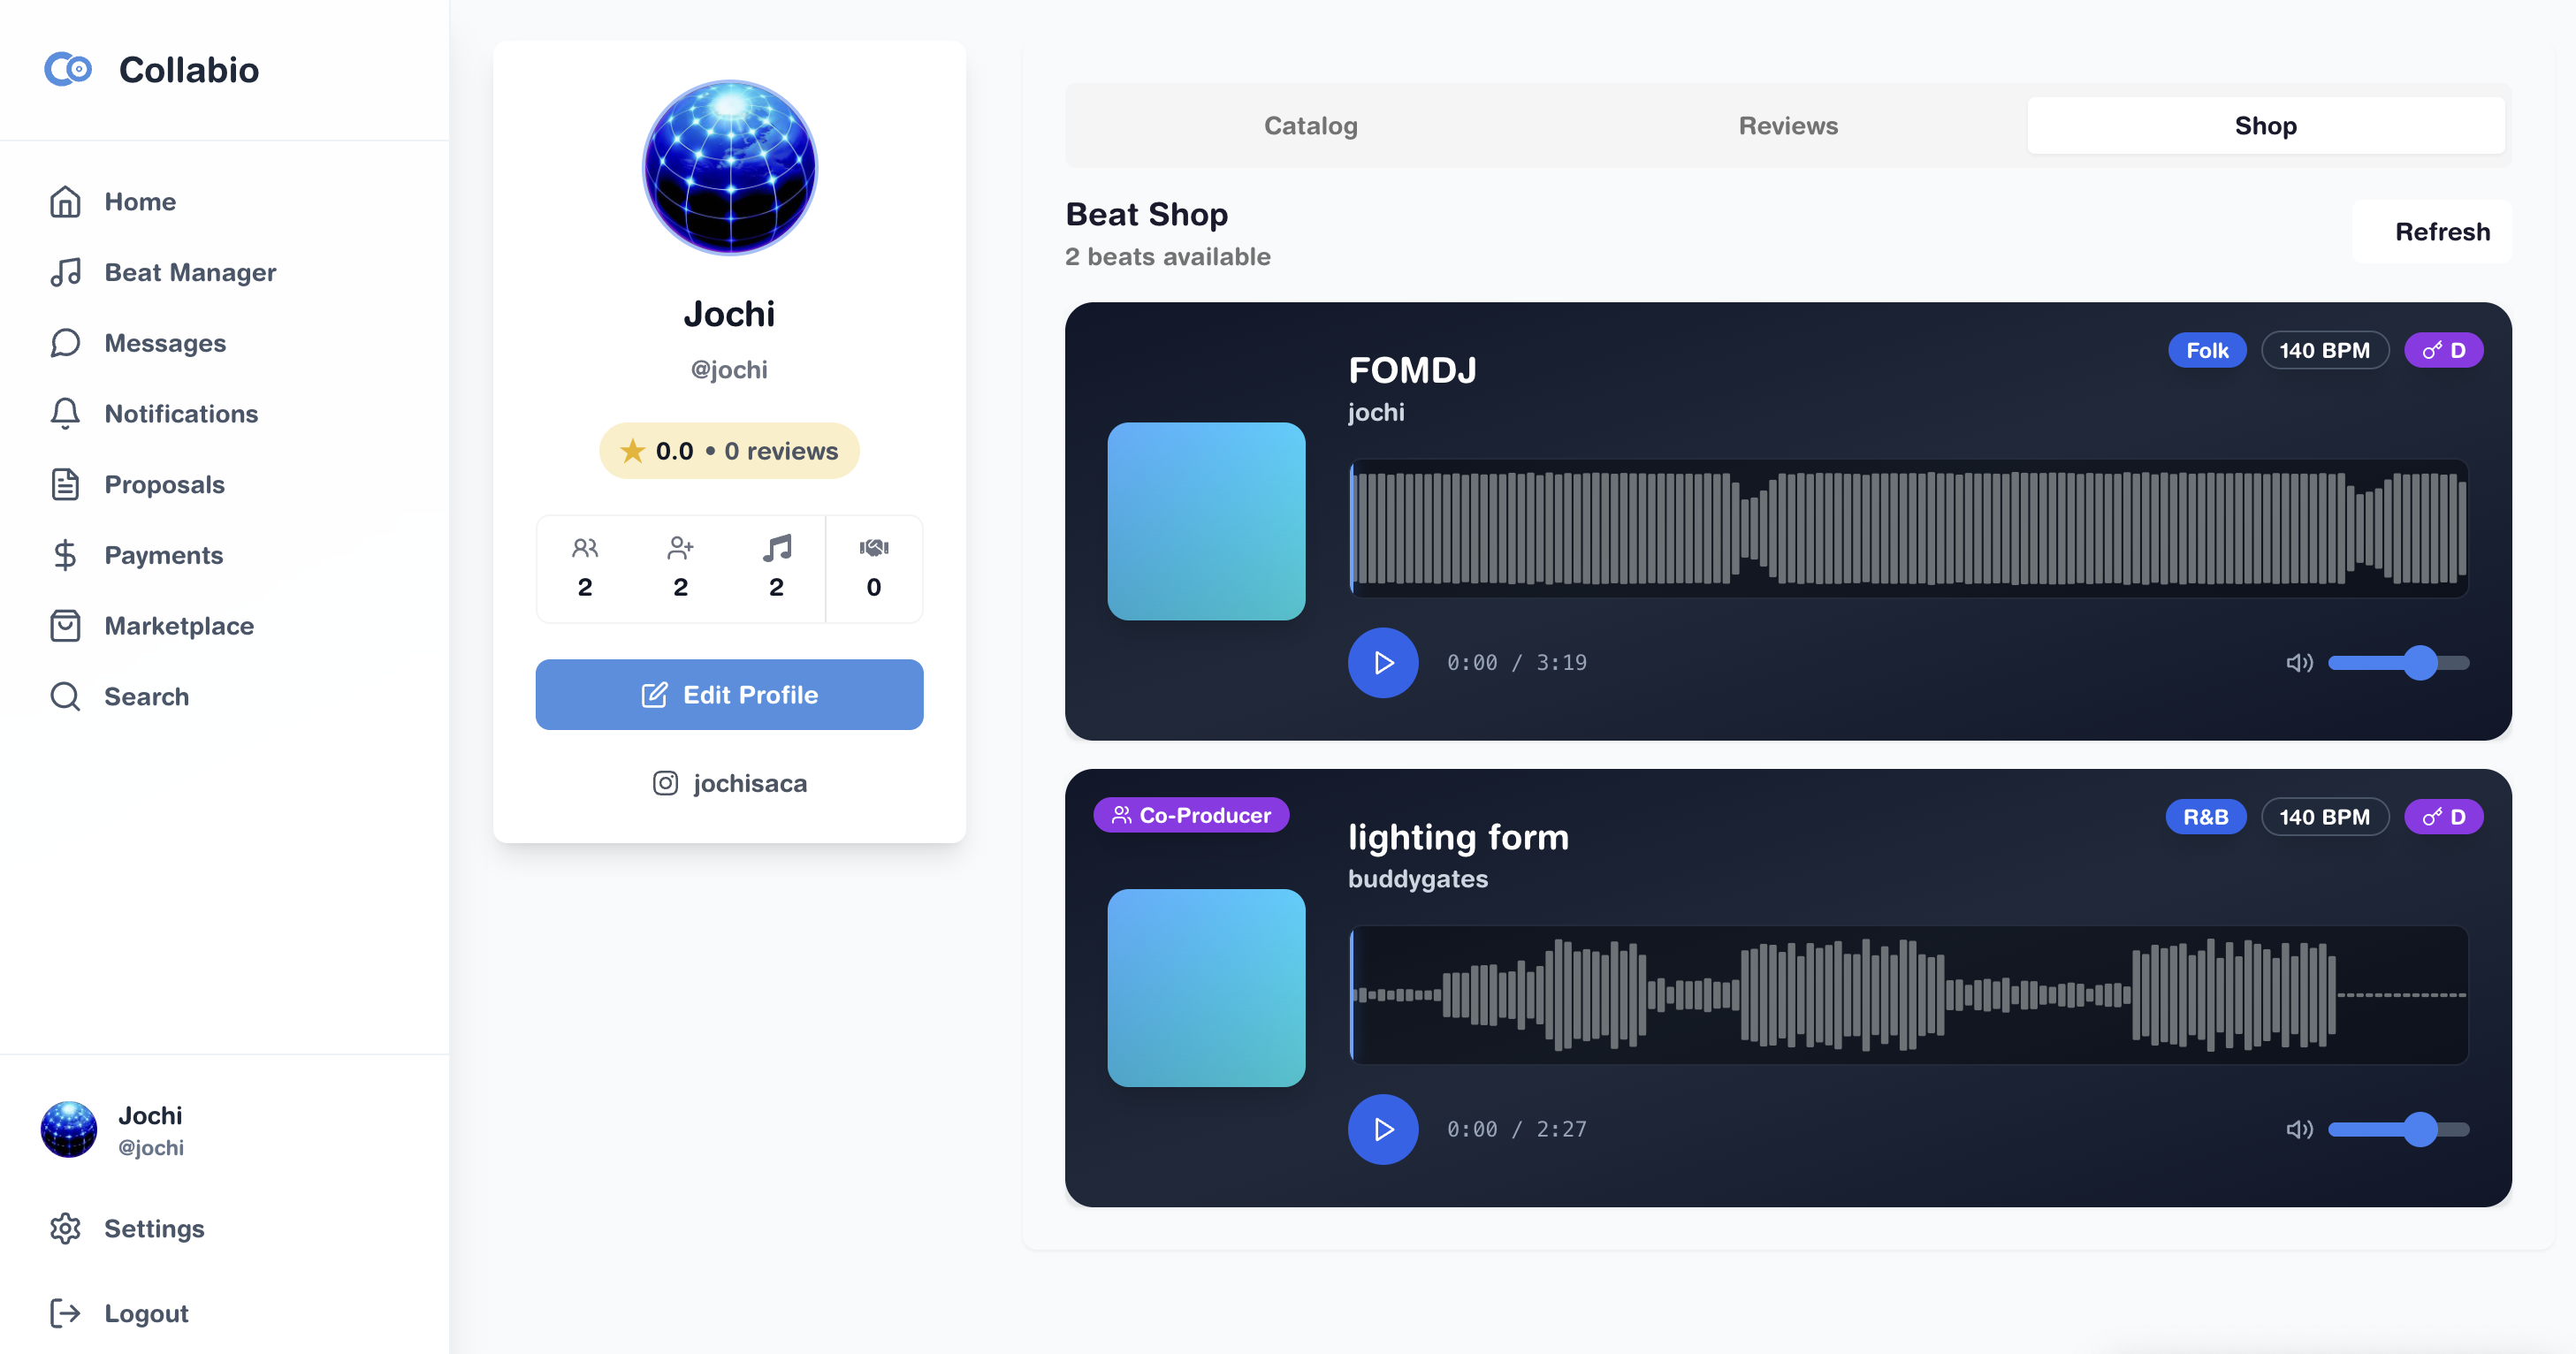 Collabio
Home
Beat Manager
Messages
Notifications
Proposals
Payments
Marketplace
Search
Jochi
@jochi
Settings
Logout
Jochi
@jochi
0.0 • 0 reviews
2 2 2 0
Edit Profile
jochisaca
Catalog Reviews Shop
Beat Shop
2 beats available
Refresh
FOMDJ
jochi
Folk 140 BPM D
0:00 / 3:19
Co-Producer
lighting form
buddygates
R&B 140 BPM D
0:00 / 2:27